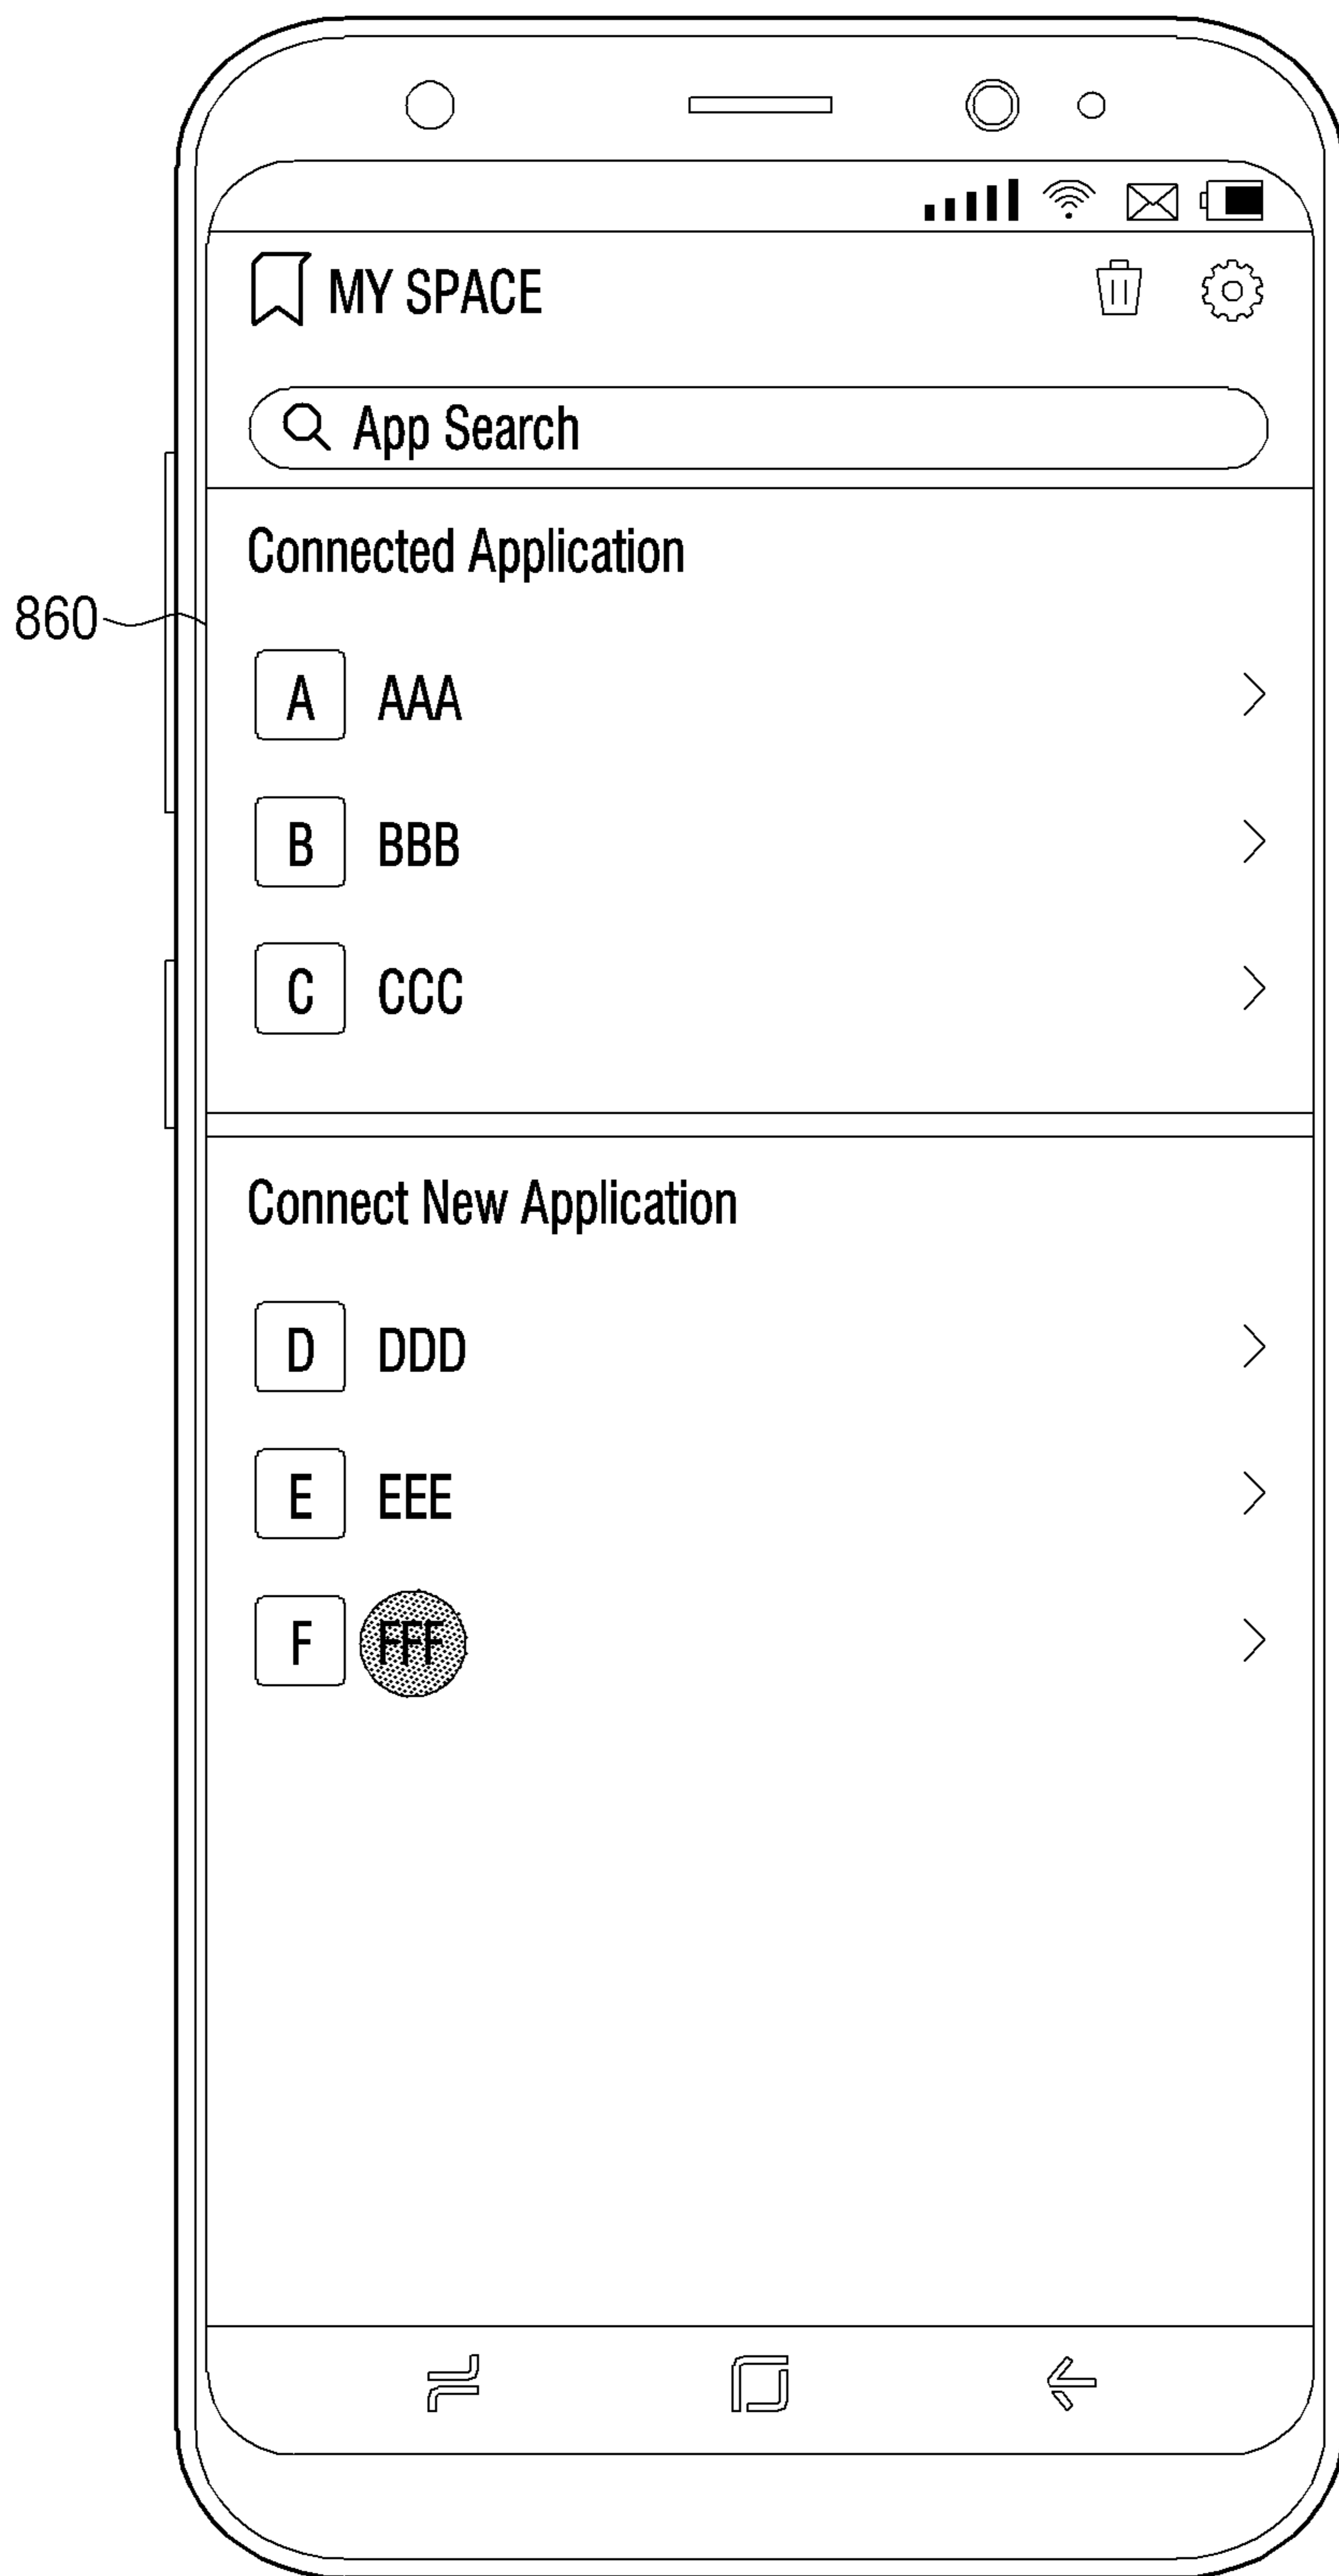 MY SPACE
App Search
Connected Application
860
A AAA
B BBB
C CCC
Connect New Application
D DDD
E EEE
F FFF